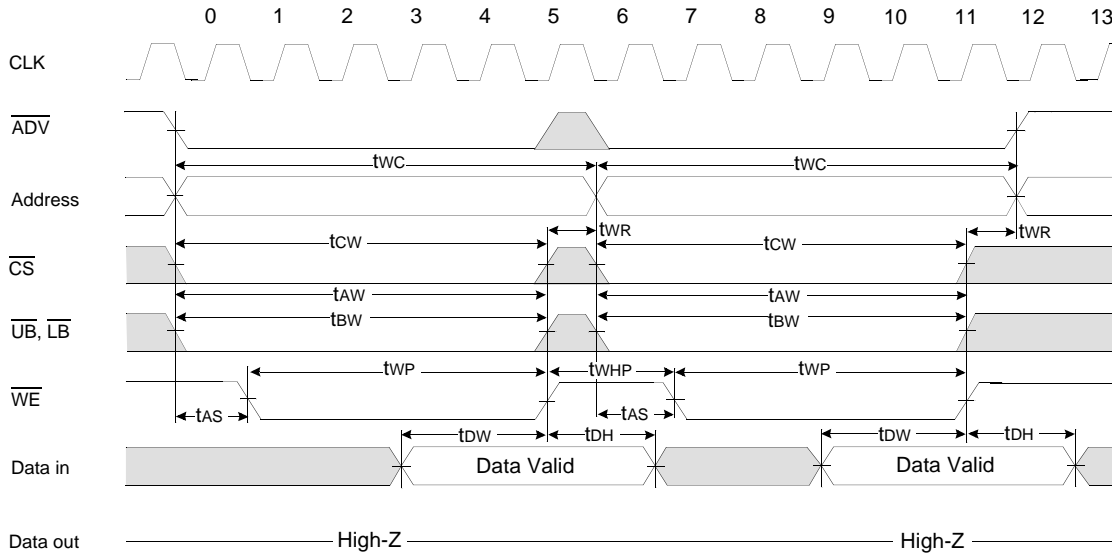 0 1 2 3 4 5 6 7 8 9 10 11 12 13
CLK
ADV
tWC tWC
Address
tWR
tCW tCW tWR
CS
tAW tAW
UB, LB tBW tBW
tWP tWHP tWP
WE
tAS tAS
tDW tDH tDW tDH
Data in Data Valid Data Valid
Data out High-Z High-Z